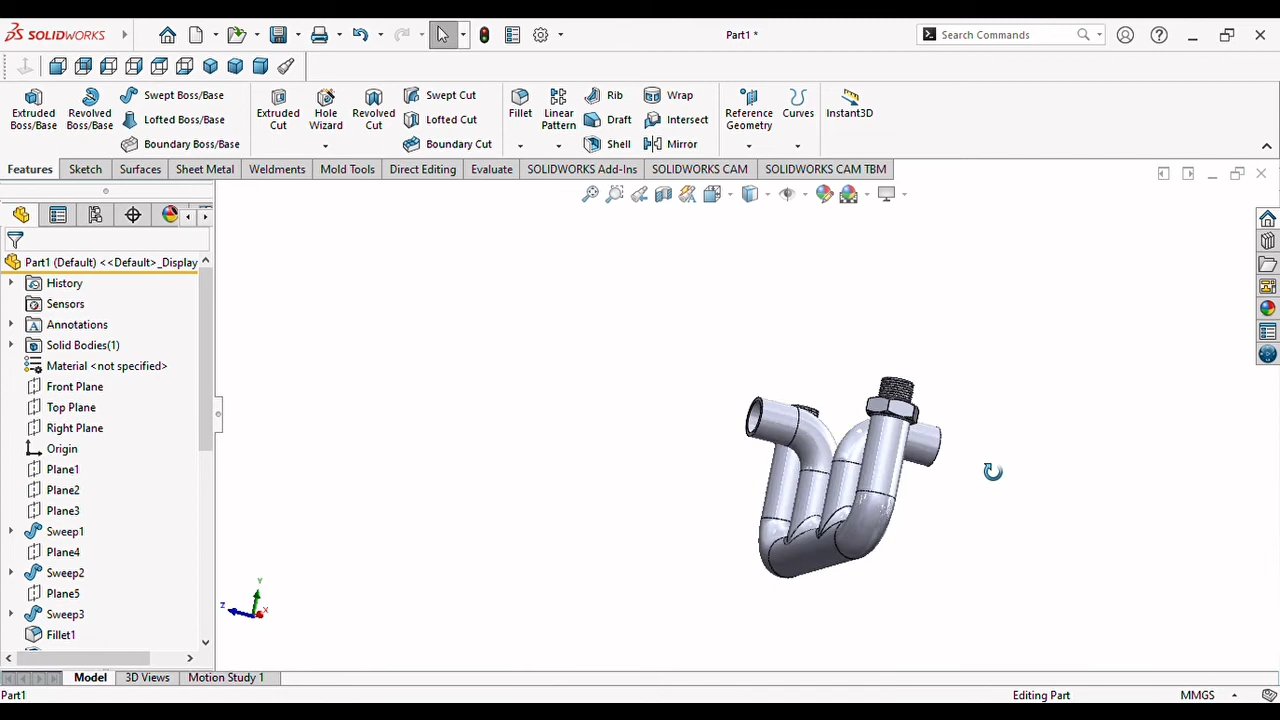 SOLIDWORKS
Part1 *
Search Commands
Extruded Boss/Base
Revolved Boss/Base
Swept Boss/Base
Lofted Boss/Base
Boundary Boss/Base
Extruded Cut
Hole Wizard
Revolved Cut
Swept Cut
Lofted Cut
Boundary Cut
Fillet
Linear Pattern
Rib
Draft
Shell
Wrap
Intersect
Mirror
Reference Geometry
Curves
Instant3D
Features Sketch Surfaces Sheet Metal Weldments Mold Tools Direct Editing Evaluate SOLIDWORKS Add-Ins SOLIDWORKS CAM SOLIDWORKS CAM TBM
Part1 (Default) <<Default>_Display
History
Sensors
Annotations
Solid Bodies(1)
Material <not specified>
Front Plane
Top Plane
Right Plane
Origin
Plane1
Plane2
Plane3
Sweep1
Plane4
Sweep2
Plane5
Sweep3
Fillet1
Y
Z
X
Model 3D Views Motion Study 1
Part1
Editing Part
MMGS